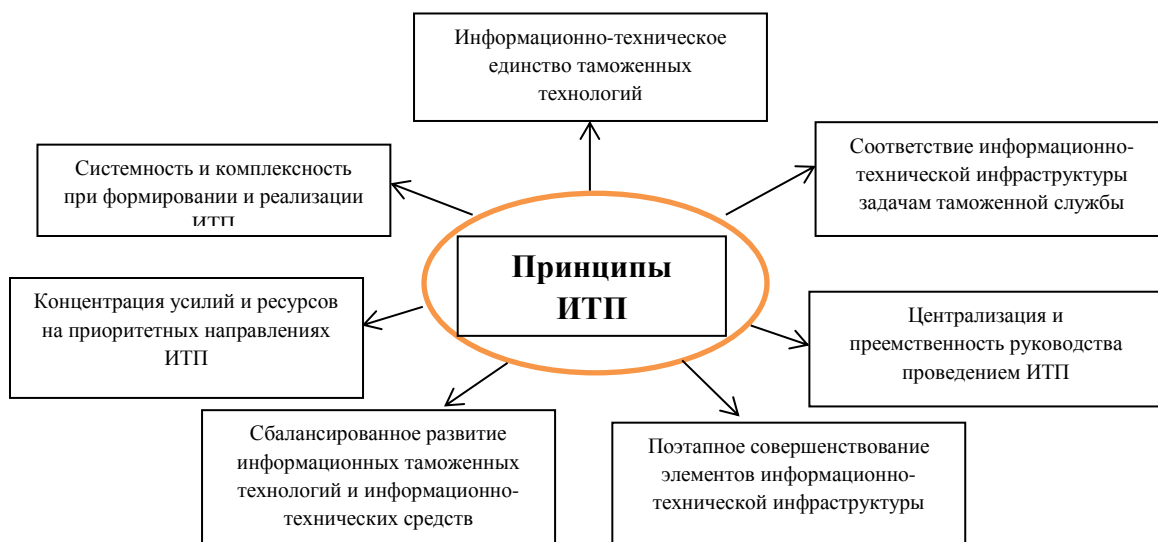 Информационно-техническое
единство таможенных
технологий
Системность и комплексность
при формировании и реализации
ИТП
Соответствие информационно-
технической инфраструктуры
задачам таможенной службы
Принципы
ИТП
Концентрация усилий и ресурсов
на приоритетных направлениях
ИТП
Централизация и
преемственность руководства
проведением ИТП
Сбалансированное развитие
информационных таможенных
технологий и информационно-
технических средств
Поэтапное совершенствование
элементов информационно-
технической инфраструктуры